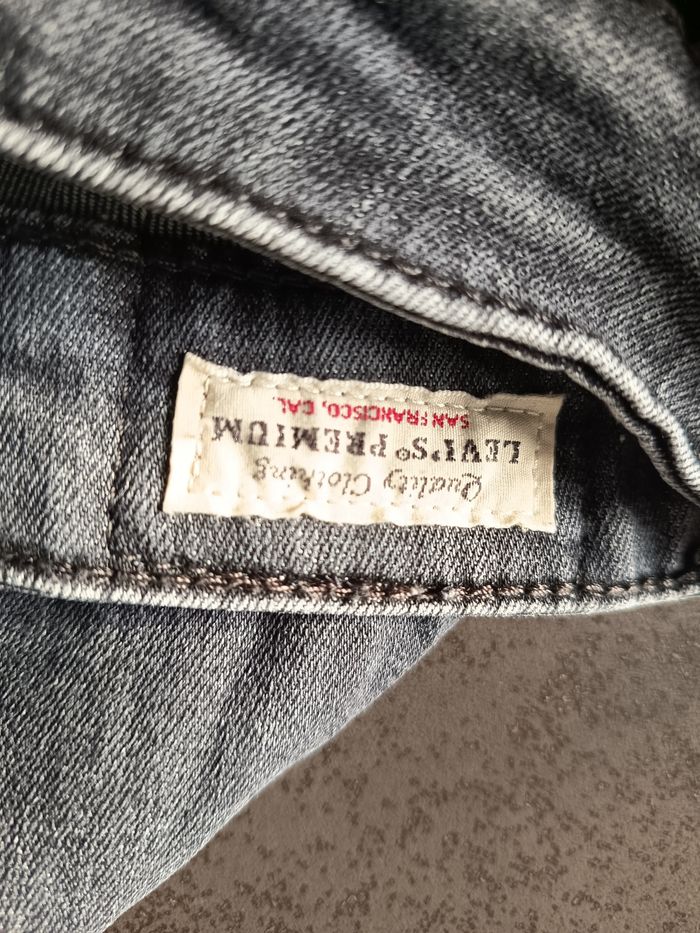 Quality Clothing
LEVI'S® PREMIUM
SAN FRANCISCO, CAL.